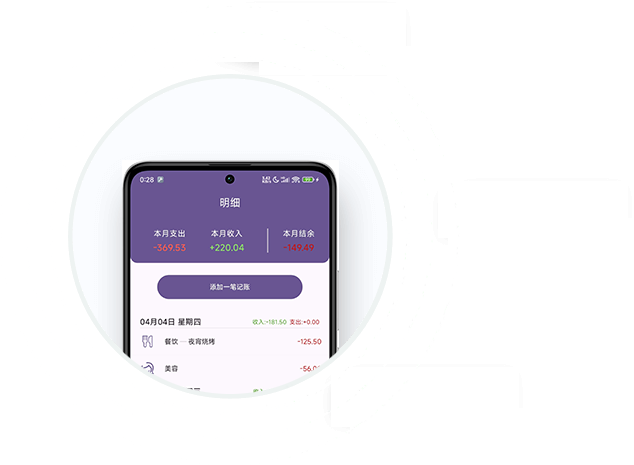 0:28
明细
本月支出 本月收入 本月结余
-369.53 +220.04 -149.49
添加一笔记账
04月04日 星期四 收入:-181.50 支出:+0.00
餐饮 — 夜宵烧烤 -125.50
美容 -56.0